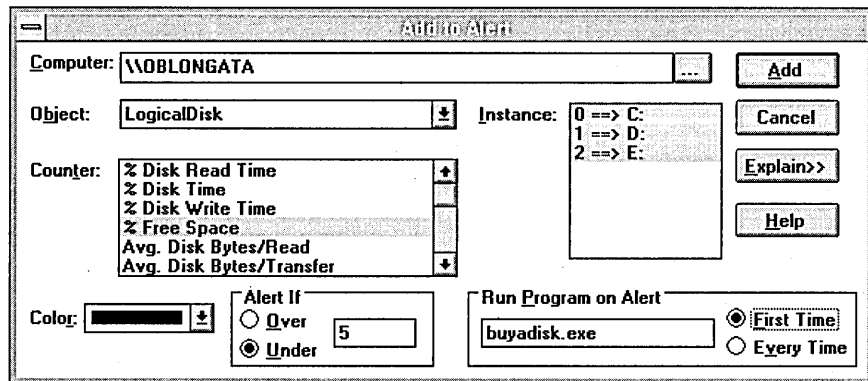 Add to Alert
Computer: \\OBLONGATA ...
Add
Object: LogicalDisk
Instance: 0 ==> C:
1 ==> D:
2 ==> E:
Cancel
Counter: % Disk Read Time
% Disk Time
% Disk Write Time
% Free Space
Avg. Disk Bytes/Read
Avg. Disk Bytes/Transfer
Explain>>
Help
Color:
Alert If
Over
Under
5
Run Program on Alert
buyadisk.exe
First Time
Every Time